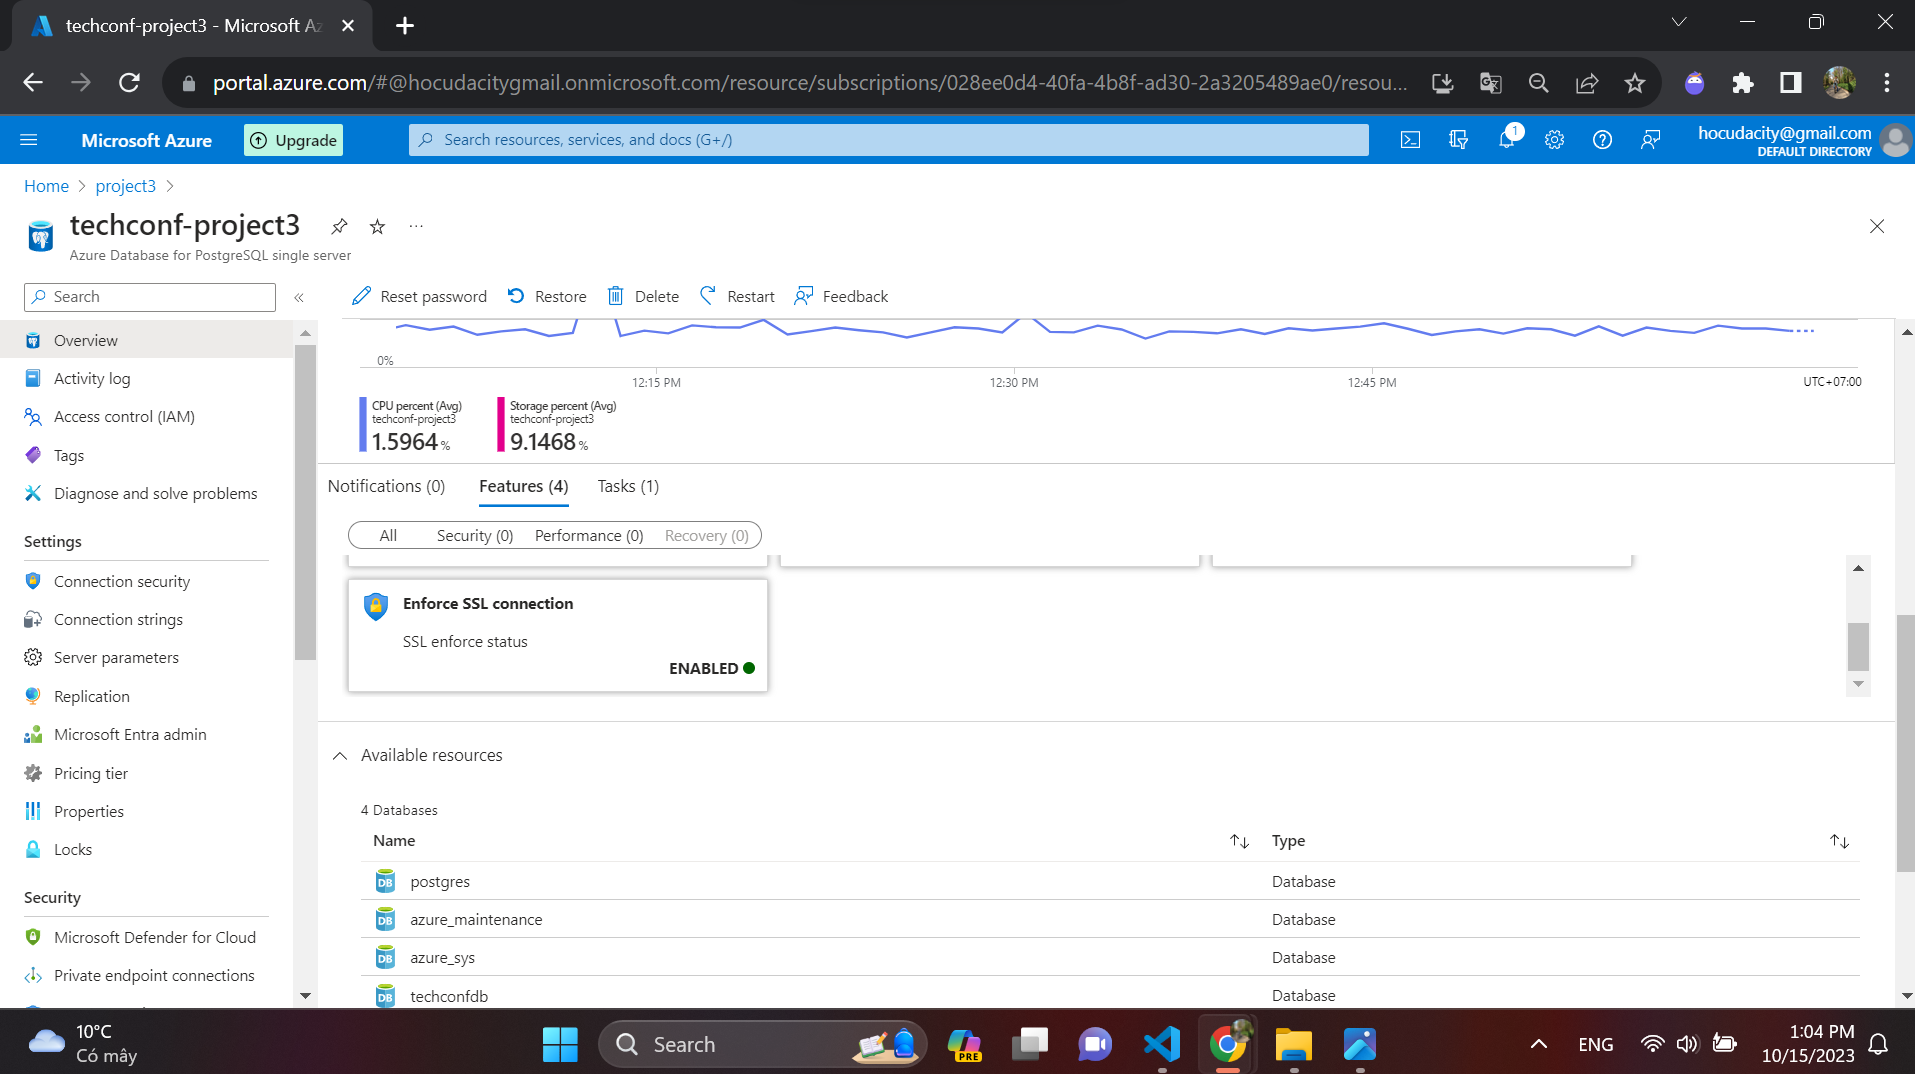 techconf-project3 - Microsoft Az
portal.azure.com/#@hocudacitygmail.onmicrosoft.com/resource/subscriptions/028ee0d4-40fa-4b8f-ad30-2a3205489ae0/resou...
Microsoft Azure
Upgrade
Search resources, services, and docs (G+/)
1
hocudacity@gmail.com
DEFAULT DIRECTORY
Home > project3 >
techconf-project3
Azure Database for PostgreSQL single server
Search
Reset password
Restore
Delete
Restart
Feedback
Overview
Activity log
Access control (IAM)
Tags
Diagnose and solve problems
Settings
Connection security
Connection strings
Server parameters
Replication
Microsoft Entra admin
Pricing tier
Properties
Locks
Security
Microsoft Defender for Cloud
Private endpoint connections
0%
12:15 PM
12:30 PM
12:45 PM
UTC+07:00
CPU percent (Avg)
techconf-project3
1.5964 %
Storage percent (Avg)
techconf-project3
9.1468 %
Notifications (0)
Features (4)
Tasks (1)
All
Security (0)
Performance (0)
Recovery (0)
Enforce SSL connection
SSL enforce status
ENABLED
Available resources
4 Databases
Name
Type
DB postgres
Database
DB azure_maintenance
Database
DB azure_sys
Database
DB techconfdb
Database
10°C
Có mây
Search
PRE
ENG
1:04 PM
10/15/2023